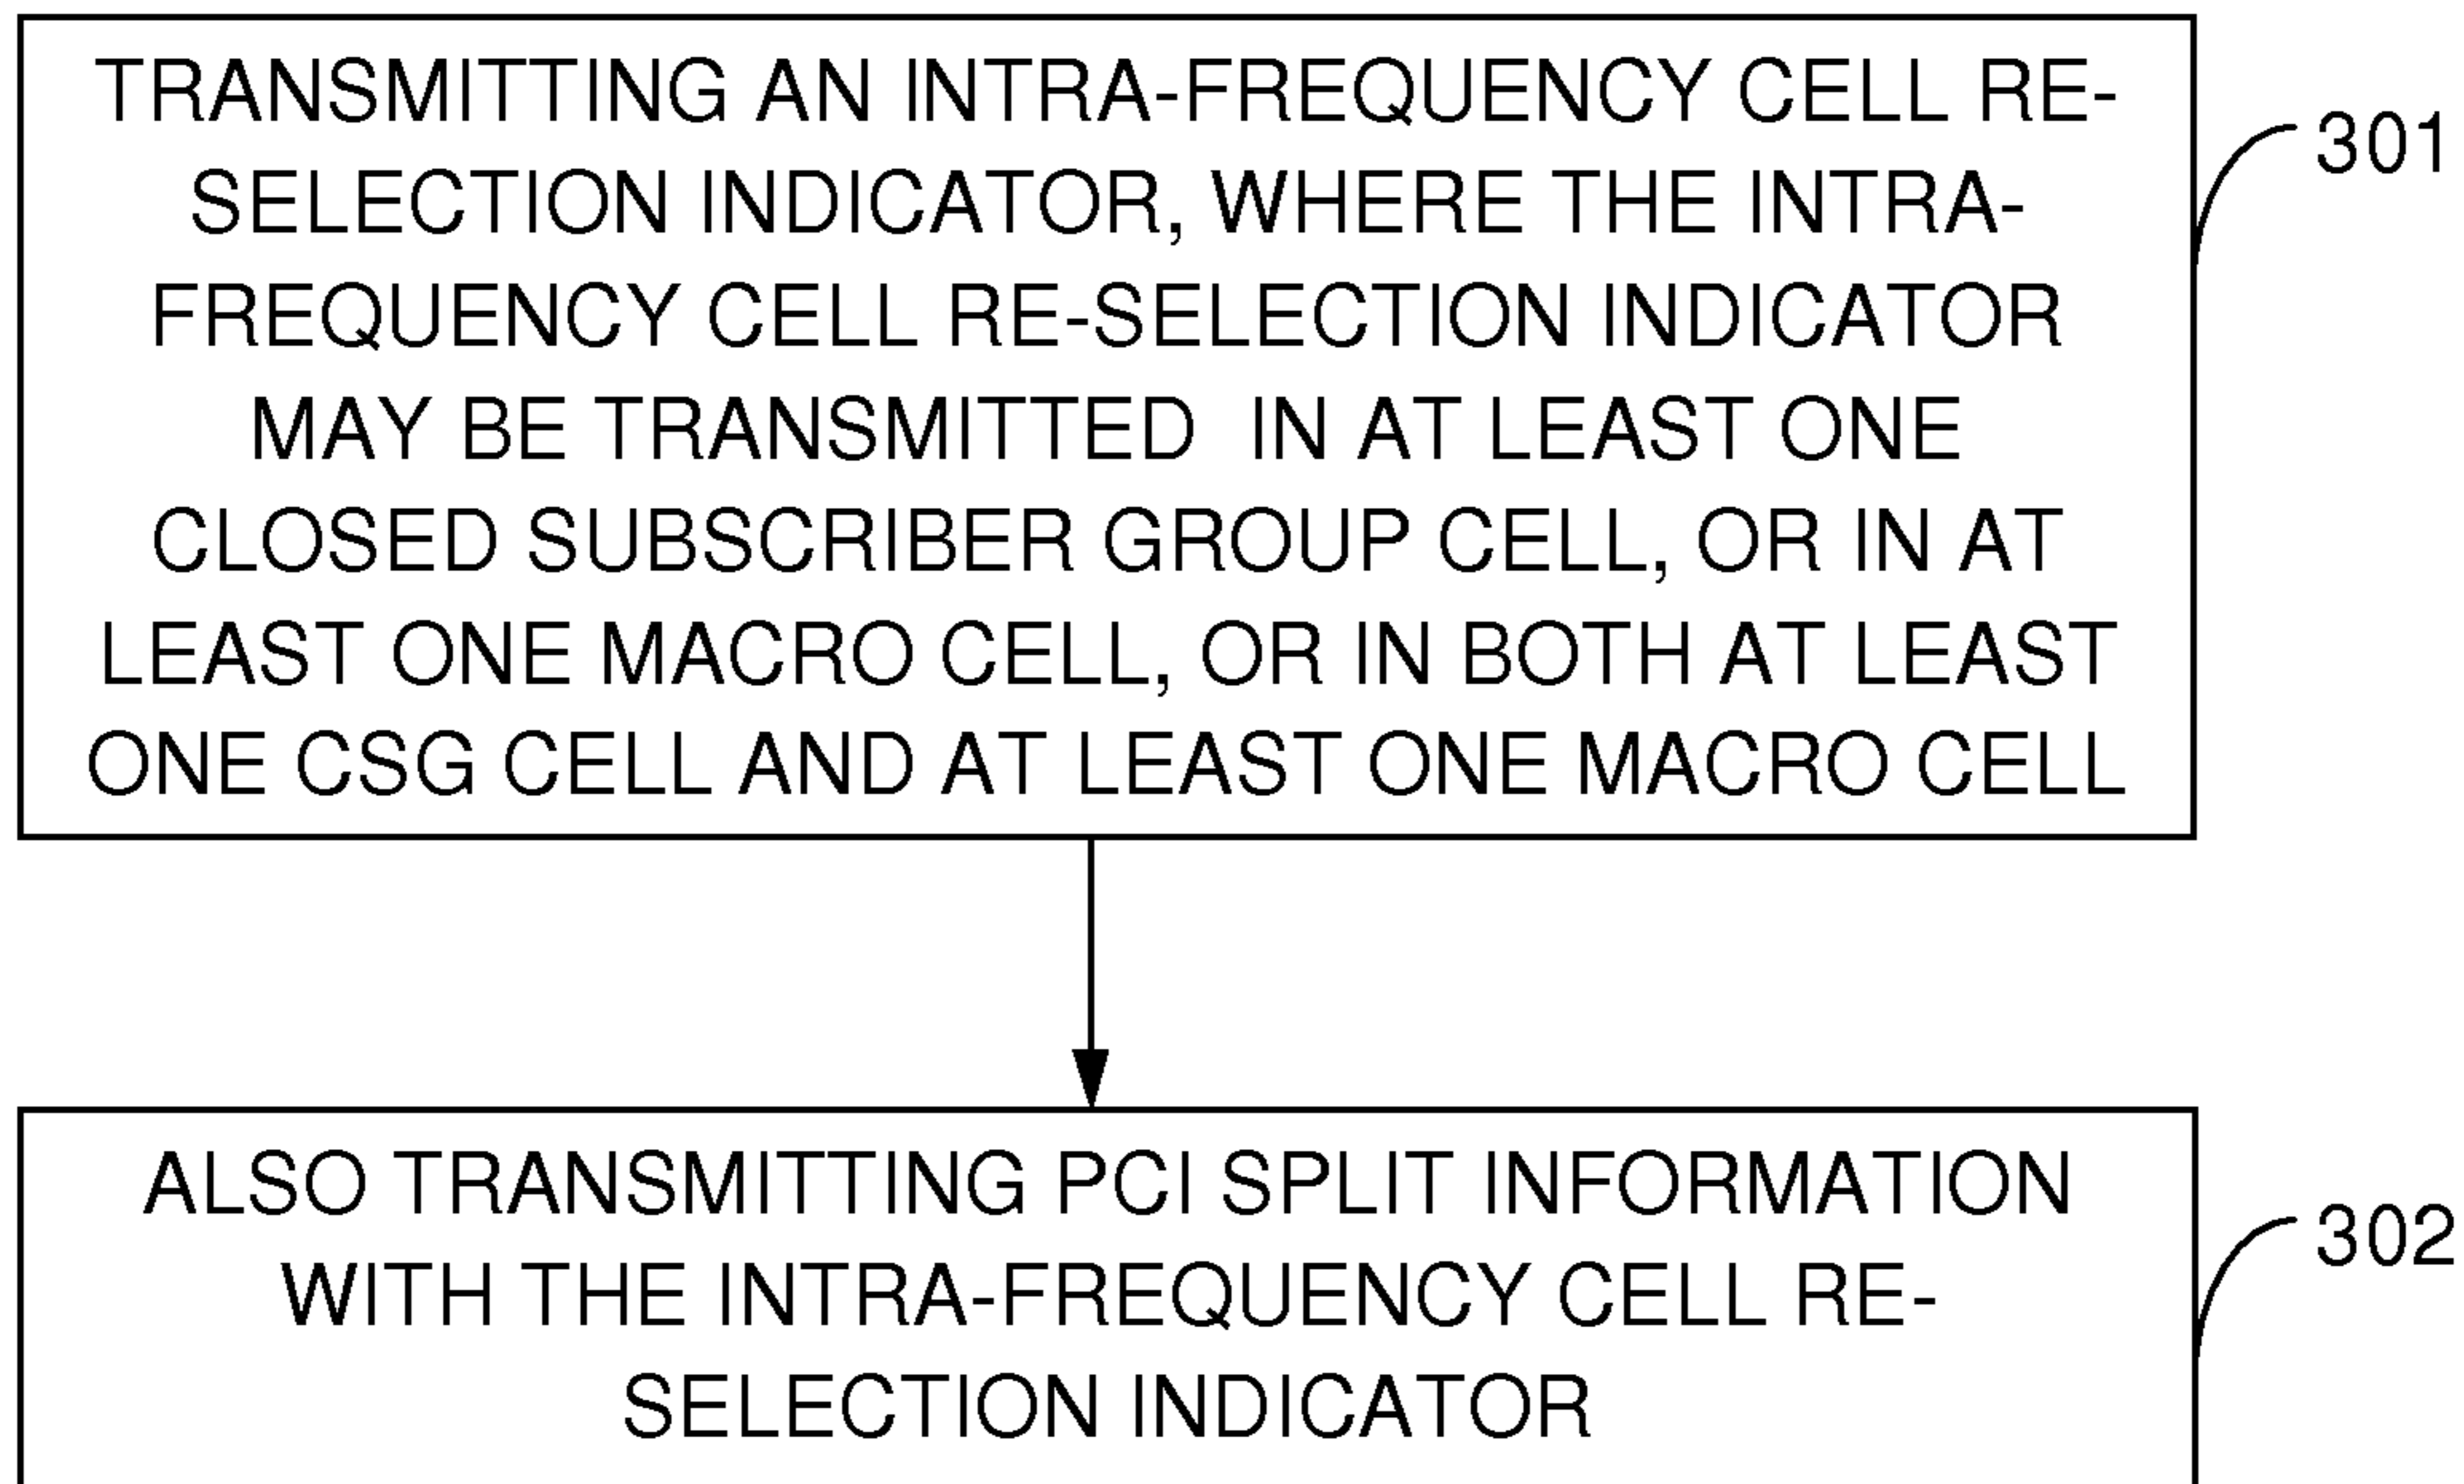 TRANSMITTING AN INTRA-FREQUENCY CELL RE-
SELECTION INDICATOR, WHERE THE INTRA-
FREQUENCY CELL RE-SELECTION INDICATOR
MAY BE TRANSMITTED IN AT LEAST ONE
CLOSED SUBSCRIBER GROUP CELL, OR IN AT
LEAST ONE MACRO CELL, OR IN BOTH AT LEAST
ONE CSG CELL AND AT LEAST ONE MACRO CELL
301
ALSO TRANSMITTING PCI SPLIT INFORMATION
WITH THE INTRA-FREQUENCY CELL RE-
SELECTION INDICATOR
302